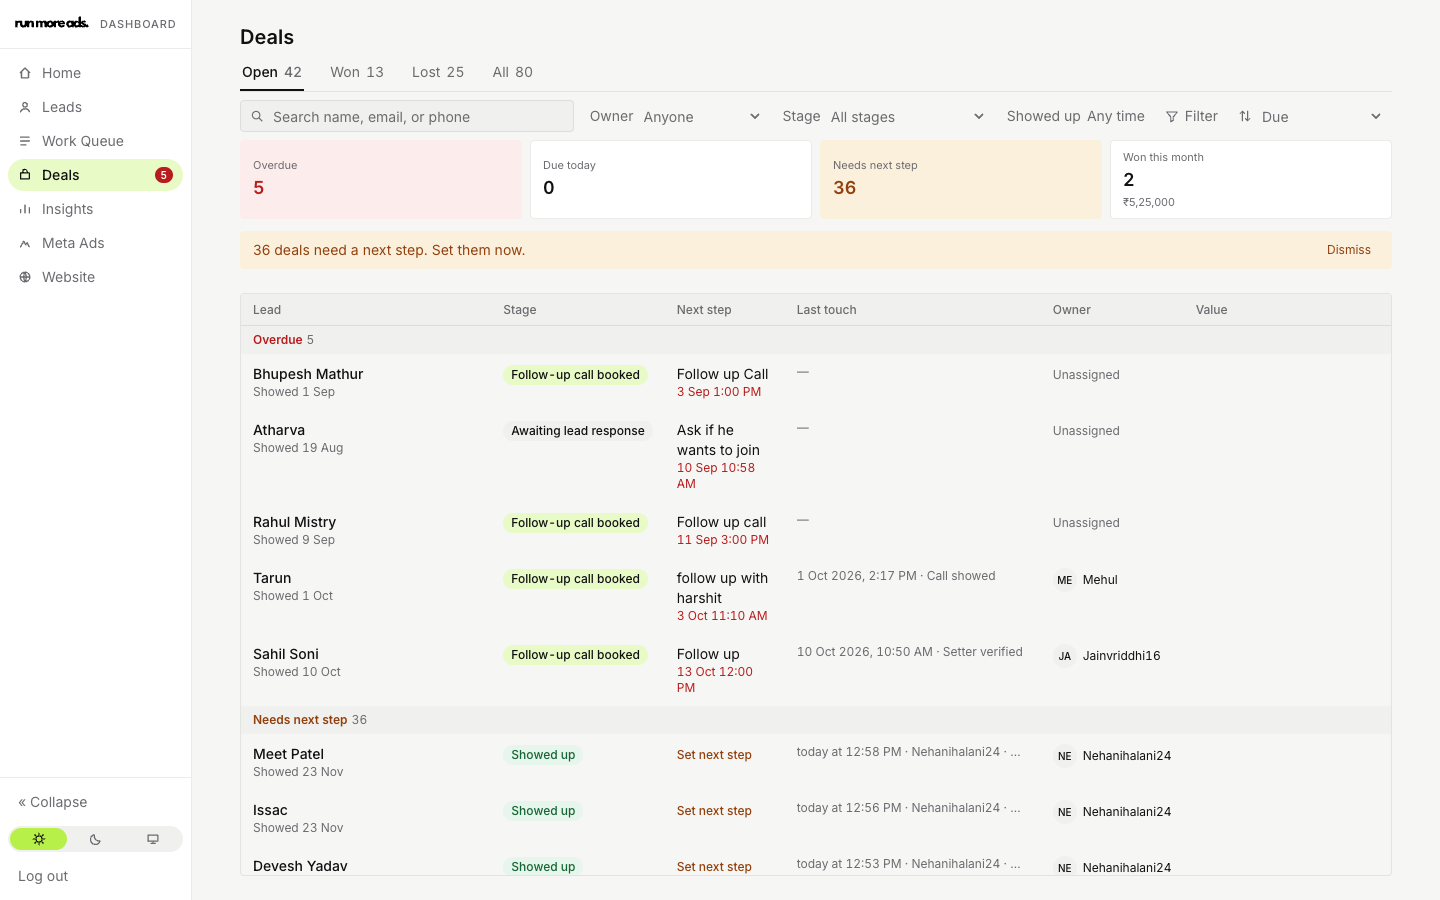 run more ads. DASHBOARD
Home
Leads
Work Queue
Deals 5
Insights
Meta Ads
Website
« Collapse
Log out
Deals
Open 42 Won 13 Lost 25 All 80
Search name, email, or phone
Owner Anyone
Stage All stages
Showed up Any time
Filter
Due
Overdue
5
Due today
0
Needs next step
36
Won this month
2
₹5,25,000
36 deals need a next step. Set them now.
Dismiss
Lead Stage Next step Last touch Owner Value
Overdue 5
Bhupesh Mathur
Showed 1 Sep
Follow-up call booked
Follow up Call
3 Sep 1:00 PM
—
Unassigned
Atharva
Showed 19 Aug
Awaiting lead response
Ask if he
wants to join
10 Sep 10:58
AM
—
Unassigned
Rahul Mistry
Showed 9 Sep
Follow-up call booked
Follow up call
11 Sep 3:00 PM
—
Unassigned
Tarun
Showed 1 Oct
Follow-up call booked
follow up with
harshit
3 Oct 11:10 AM
1 Oct 2026, 2:17 PM · Call showed
ME Mehul
Sahil Soni
Showed 10 Oct
Follow-up call booked
Follow up
13 Oct 12:00
PM
10 Oct 2026, 10:50 AM · Setter verified
JA Jainvriddhi16
Needs next step 36
Meet Patel
Showed 23 Nov
Showed up
Set next step
today at 12:58 PM · Nehanihalani24 · ...
NE Nehanihalani24
Issac
Showed 23 Nov
Showed up
Set next step
today at 12:56 PM · Nehanihalani24 · ...
NE Nehanihalani24
Devesh Yadav
Showed up
Set next step
today at 12:53 PM · Nehanihalani24 · ...
NE Nehanihalani24